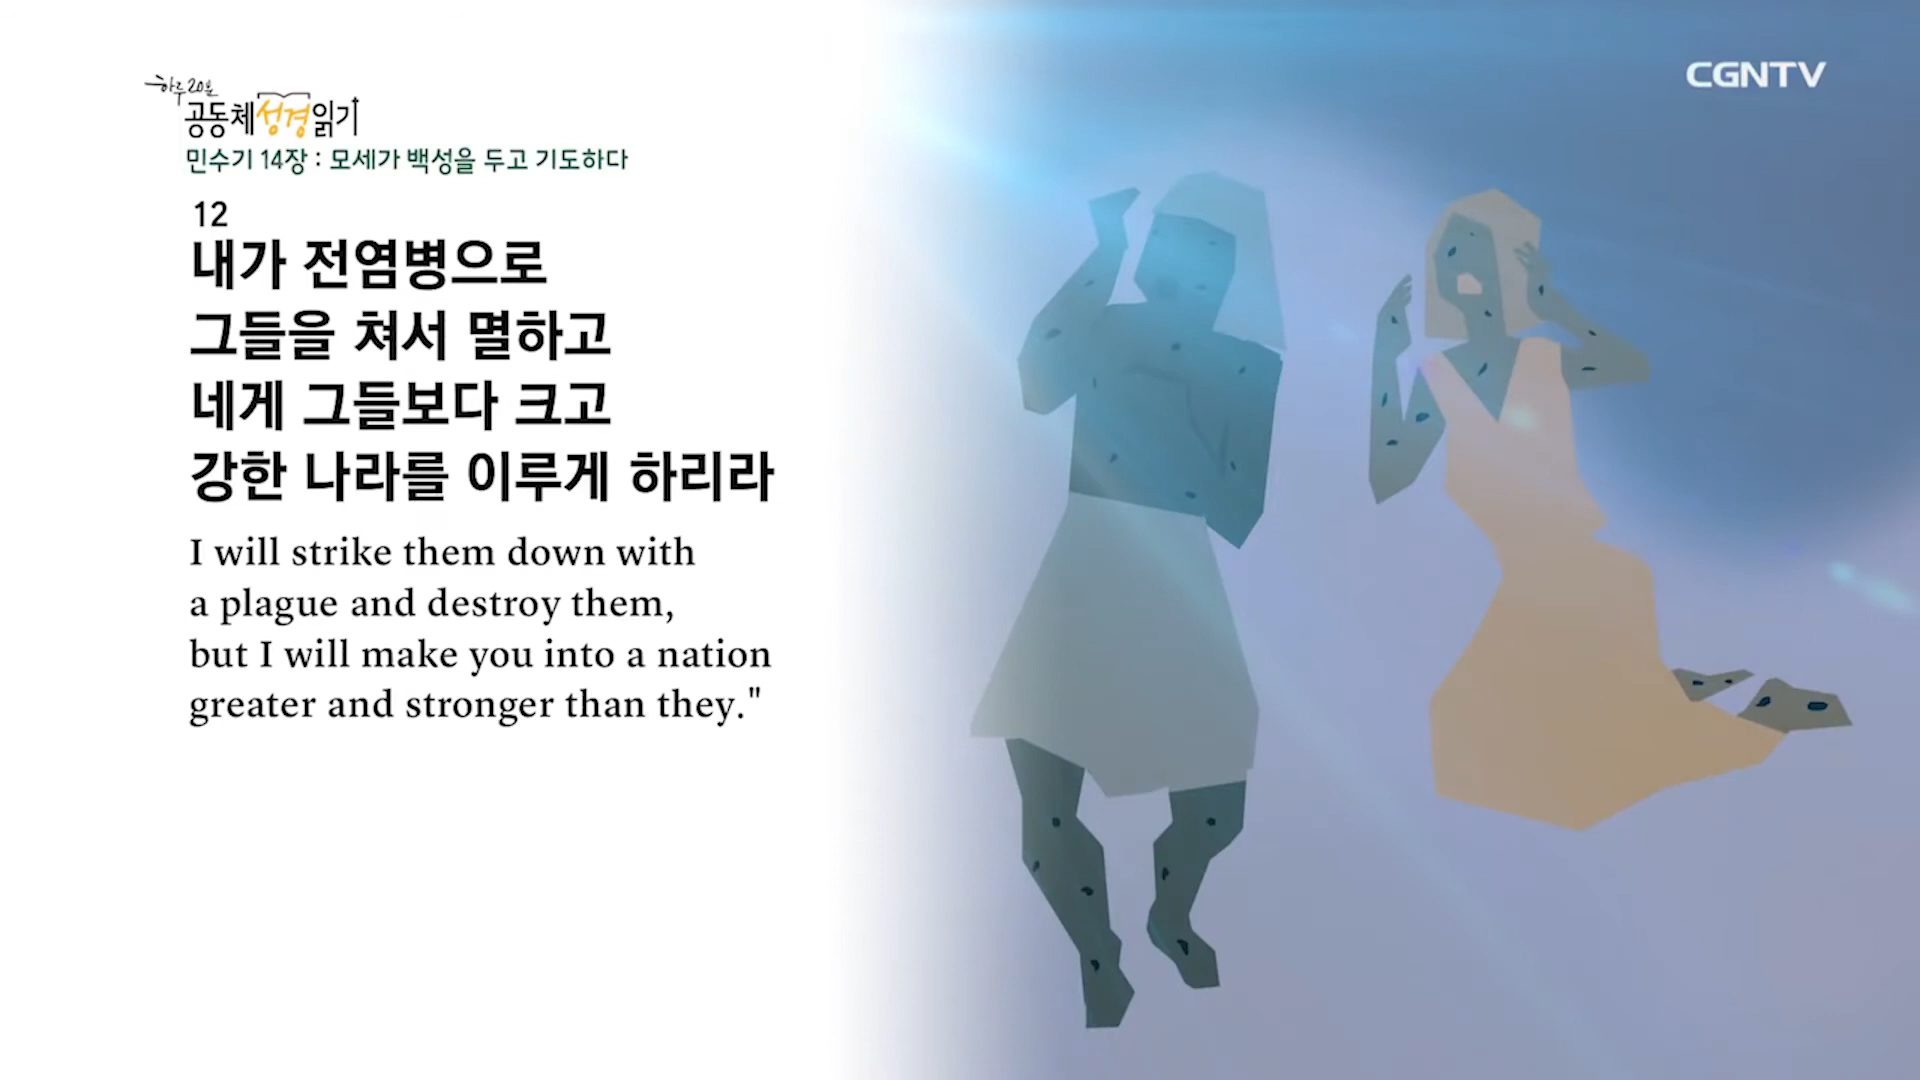 CGNTV
하루 20분
공동체성경읽기
민수기 14장 : 모세가 백성을 두고 기도하다
12
내가 전염병으로
그들을 쳐서 멸하고
네게 그들보다 크고
강한 나라를 이루게 하리라
I will strike them down with
a plague and destroy them,
but I will make you into a nation
greater and stronger than they."